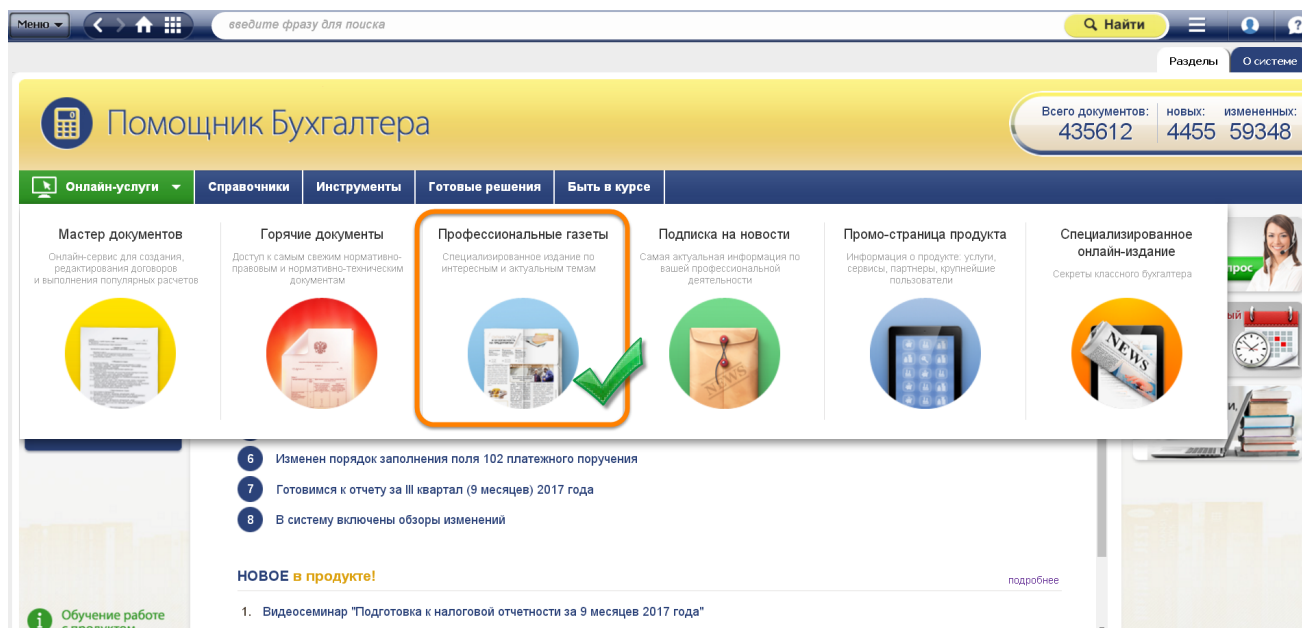 Меню
введите фразу для поиска
Найти
?
Разделы
О системе
Помощник Бухгалтера
Всего документов: новых: измененных:
435612 4455 59348
Онлайн-услуги Справочники Инструменты Готовые решения Быть в курсе
Мастер документов
Онлайн-сервис для создания,
редактирования договоров
и выполнения популярных расчетов
Горячие документы
Доступ к самым свежим нормативно-
правовым и нормативно-техническим
документам
Профессиональные газеты
Специализированное издание по
интересным и актуальным темам
Подписка на новости
Самая актуальная информация по
вашей профессиональной
деятельности
NEWS
Промо-страница продукта
Информация о продукте: услуги,
сервисы, партнеры, крупнейшие
пользователи
Специализированное
онлайн-издание
Секреты классного бухгалтера
NEWS
прос
ый
и,
6 Изменен порядок заполнения поля 102 платежного поручения
7 Готовимся к отчету за III квартал (9 месяцев) 2017 года
8 В систему включены обзоры изменений
НОВОЕ в продукте!
подробнее
1. Видеосеминар "Подготовка к налоговой отчетности за 9 месяцев 2017 года"
i Обучение работе
с продуктом